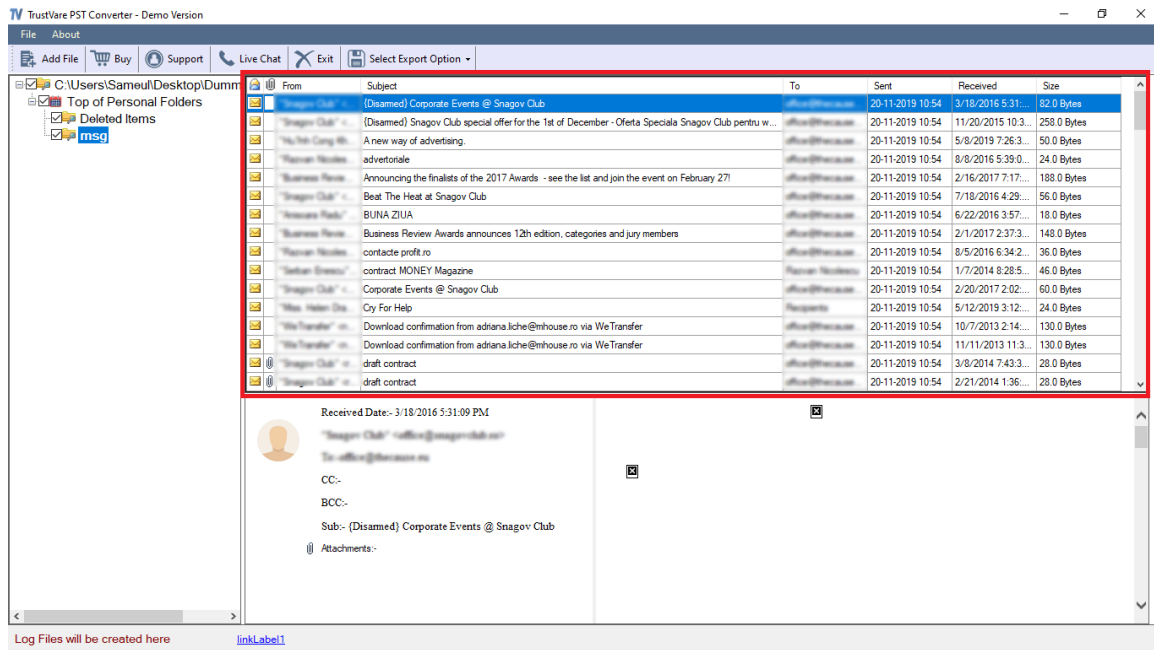 TrustVare PST Converter - Demo Version
File About
Add File Buy Support Live Chat Exit Select Export Option
C:\Users\Sameul\Desktop\Dumm
Top of Personal Folders
Deleted Items
msg
From Subject To Sent Received Size
{Disarmed} Corporate Events @ Snagov Club 20-11-2019 10:54 3/18/2016 5:31:... 82.0 Bytes
{Disarmed} Snagov Club special offer for the 1st of December - Oferta Speciala Snagov Club pentru w... 20-11-2019 10:54 11/20/2015 10:3... 258.0 Bytes
A new way of advertising. 20-11-2019 10:54 5/8/2019 7:26:3... 50.0 Bytes
advertoriale 20-11-2019 10:54 8/8/2016 5:39:0... 24.0 Bytes
Announcing the finalists of the 2017 Awards - see the list and join the event on February 27! 20-11-2019 10:54 2/16/2017 7:17:... 188.0 Bytes
Beat The Heat at Snagov Club 20-11-2019 10:54 7/18/2016 4:29:... 56.0 Bytes
BUNA ZIUA 20-11-2019 10:54 6/22/2016 3:57:... 18.0 Bytes
Business Review Awards announces 12th edition, categories and jury members 20-11-2019 10:54 2/1/2017 2:37:3... 148.0 Bytes
contacte profit.ro 20-11-2019 10:54 8/5/2016 6:34:2... 36.0 Bytes
contract MONEY Magazine 20-11-2019 10:54 1/7/2014 8:28:5... 46.0 Bytes
Corporate Events @ Snagov Club 20-11-2019 10:54 2/20/2017 2:02:... 60.0 Bytes
Cry For Help 20-11-2019 10:54 5/12/2019 3:12:... 24.0 Bytes
Download confirmation from adriana.liche@mhouse.ro via WeTransfer 20-11-2019 10:54 10/7/2013 2:14:... 130.0 Bytes
Download confirmation from adriana.liche@mhouse.ro via WeTransfer 20-11-2019 10:54 11/11/2013 11:3... 130.0 Bytes
draft contract 20-11-2019 10:54 3/8/2014 7:43:3... 28.0 Bytes
draft contract 20-11-2019 10:54 2/21/2014 1:36:... 28.0 Bytes
Received Date:- 3/18/2016 5:31:09 PM
CC:-
BCC:-
Sub:- {Disarmed} Corporate Events @ Snagov Club
Attachments:-
Log Files will be created here linkLabel1